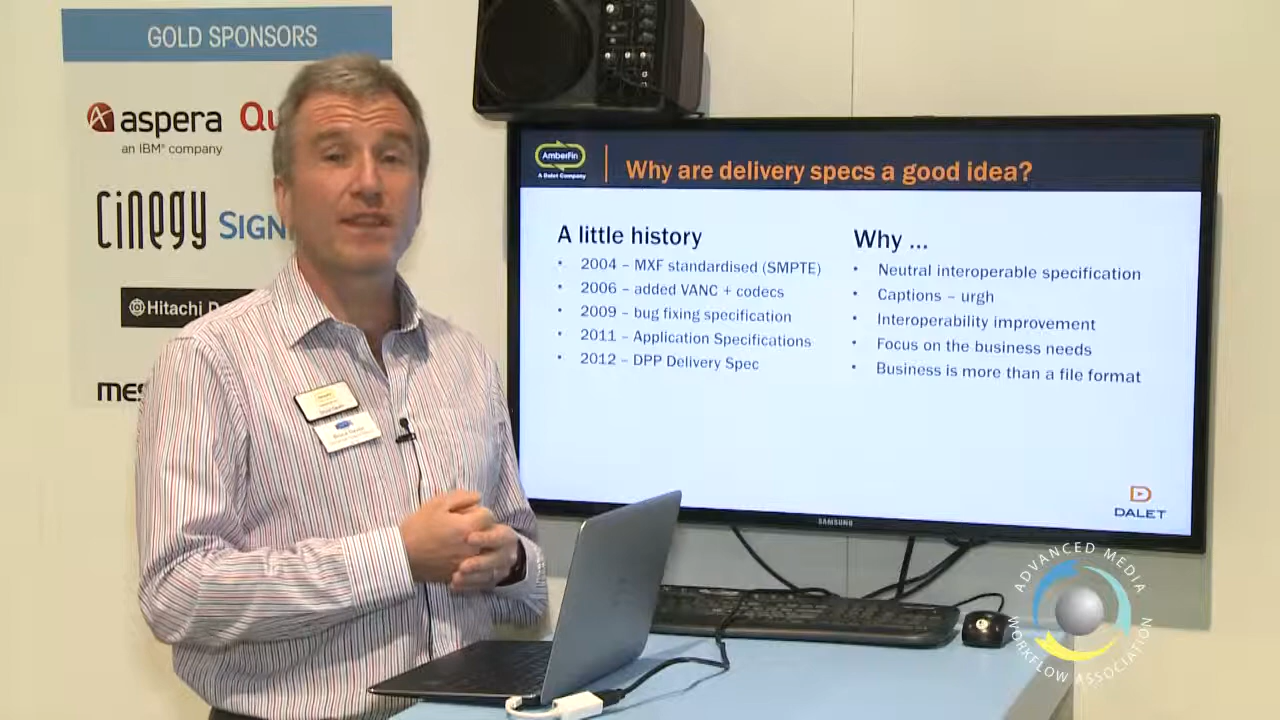 GOLD SPONSORS
aspera
an IBM® company
Qu
cinegy
SIGN
Hitachi D
mes
AmberFin
A Dalet Company
Why are delivery specs a good idea?
A little history
• 2004 – MXF standardised (SMPTE)
• 2006 – added VANC + codecs
• 2009 – bug fixing specification
• 2011 – Application Specifications
• 2012 – DPP Delivery Spec
Why ...
• Neutral interoperable specification
• Captions – urgh
• Interoperability improvement
• Focus on the business needs
• Business is more than a file format
DALET
SAMSUNG
ADVANCED MEDIA
WORKFLOW ASSOCIATION